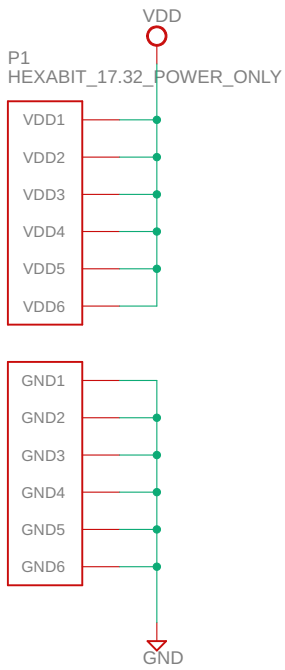 VDD
P1
HEXABIT_17.32_POWER_ONLY
VDD1
VDD2
VDD3
VDD4
VDD5
VDD6
GND1
GND2
GND3
GND4
GND5
GND6
GND